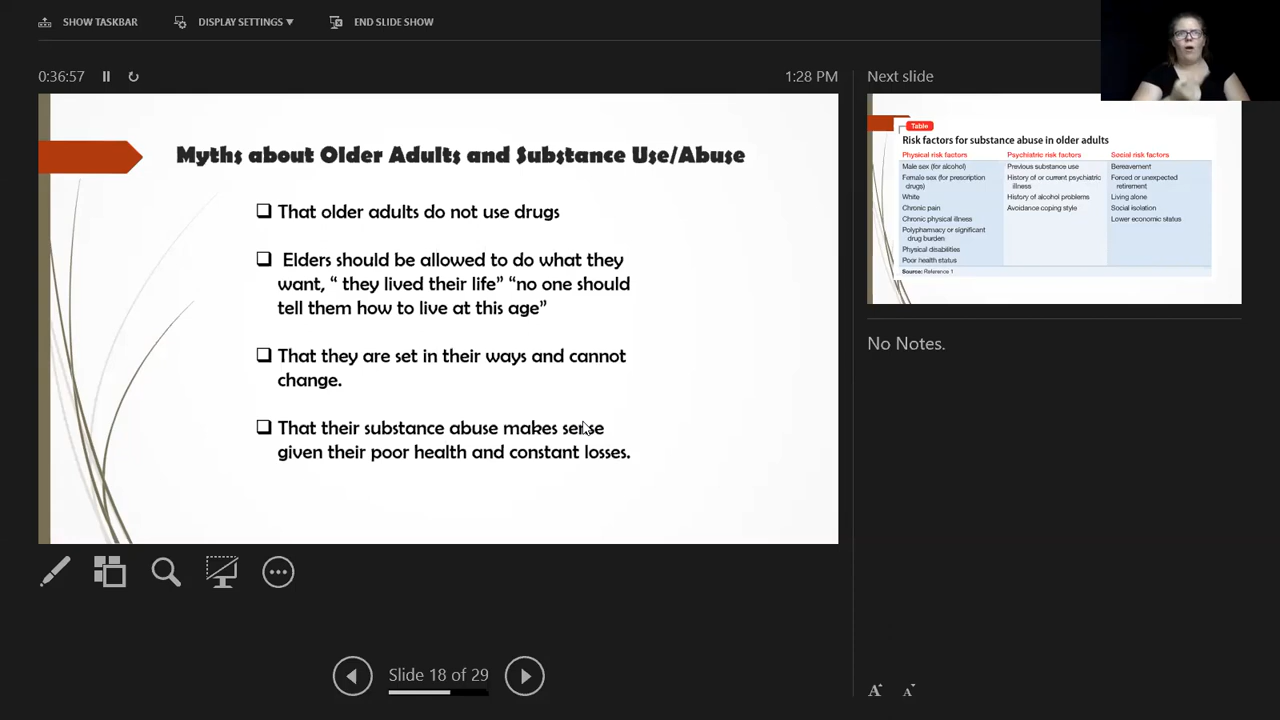 SHOW TASKBAR
DISPLAY SETTINGS ▼
END SLIDE SHOW
0:36:57
1:28 PM
Next slide
Myths about Older Adults and Substance Use/Abuse
❑ That older adults do not use drugs
❑ Elders should be allowed to do what they
want, “ they lived their life” “no one should
tell them how to live at this age”
❑ That they are set in their ways and cannot
change.
❑ That their substance abuse makes sense
given their poor health and constant losses.
Table
Risk factors for substance abuse in older adults
Physical risk factors
Male sex (for alcohol)
Female sex (for prescription
drugs)
White
Chronic pain
Chronic physical illness
Polypharmacy or significant
drug burden
Physical disabilities
Poor health status
Psychiatric risk factors
Previous substance use
History of or current psychiatric
illness
History of alcohol problems
Avoidance coping style
Social risk factors
Bereavement
Forced or unexpected
retirement
Living alone
Social isolation
Lower economic status
Source: Reference 1
No Notes.
Slide 18 of 29
A A